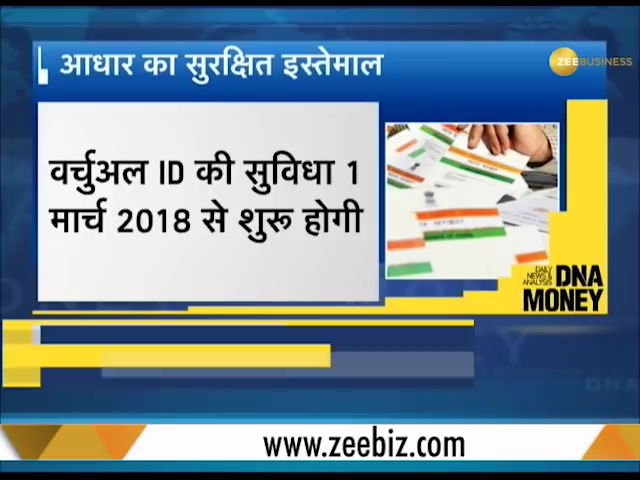 आधार का सुरक्षित इस्तेमाल
ZEEBUSINESS
वर्चुअल ID की सुविधा 1
मार्च 2018 से शुरू होगी
DAILY
NEWS &
ANALYSIS
DNA
MONEY
www.zeebiz.com